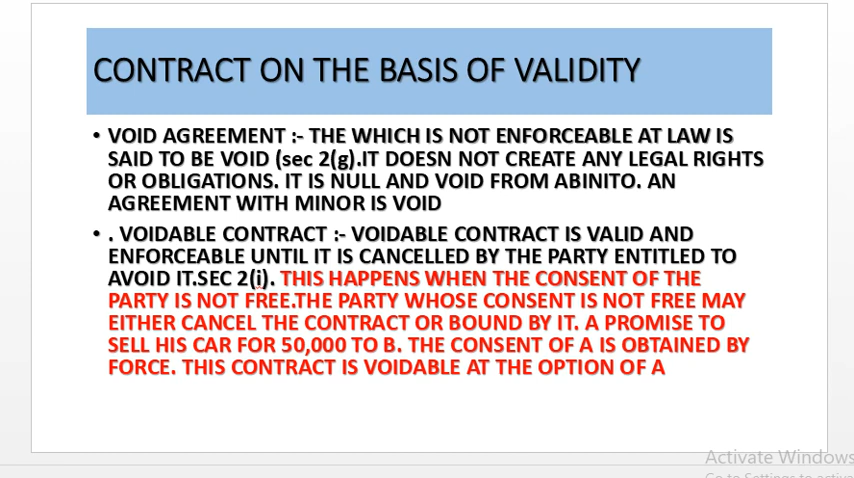 CONTRACT ON THE BASIS OF VALIDITY
• VOID AGREEMENT :- THE WHICH IS NOT ENFORCEABLE AT LAW IS
SAID TO BE VOID (sec 2(g).IT DOESN NOT CREATE ANY LEGAL RIGHTS
OR OBLIGATIONS. IT IS NULL AND VOID FROM ABINITO. AN
AGREEMENT WITH MINOR IS VOID
• . VOIDABLE CONTRACT :- VOIDABLE CONTRACT IS VALID AND
ENFORCEABLE UNTIL IT IS CANCELLED BY THE PARTY ENTITLED TO
AVOID IT.SEC 2(i). THIS HAPPENS WHEN THE CONSENT OF THE
PARTY IS NOT FREE.THE PARTY WHOSE CONSENT IS NOT FREE MAY
EITHER CANCEL THE CONTRACT OR BOUND BY IT. A PROMISE TO
SELL HIS CAR FOR 50,000 TO B. THE CONSENT OF A IS OBTAINED BY
FORCE. THIS CONTRACT IS VOIDABLE AT THE OPTION OF A
Activate Windows
Go to Settings to activa